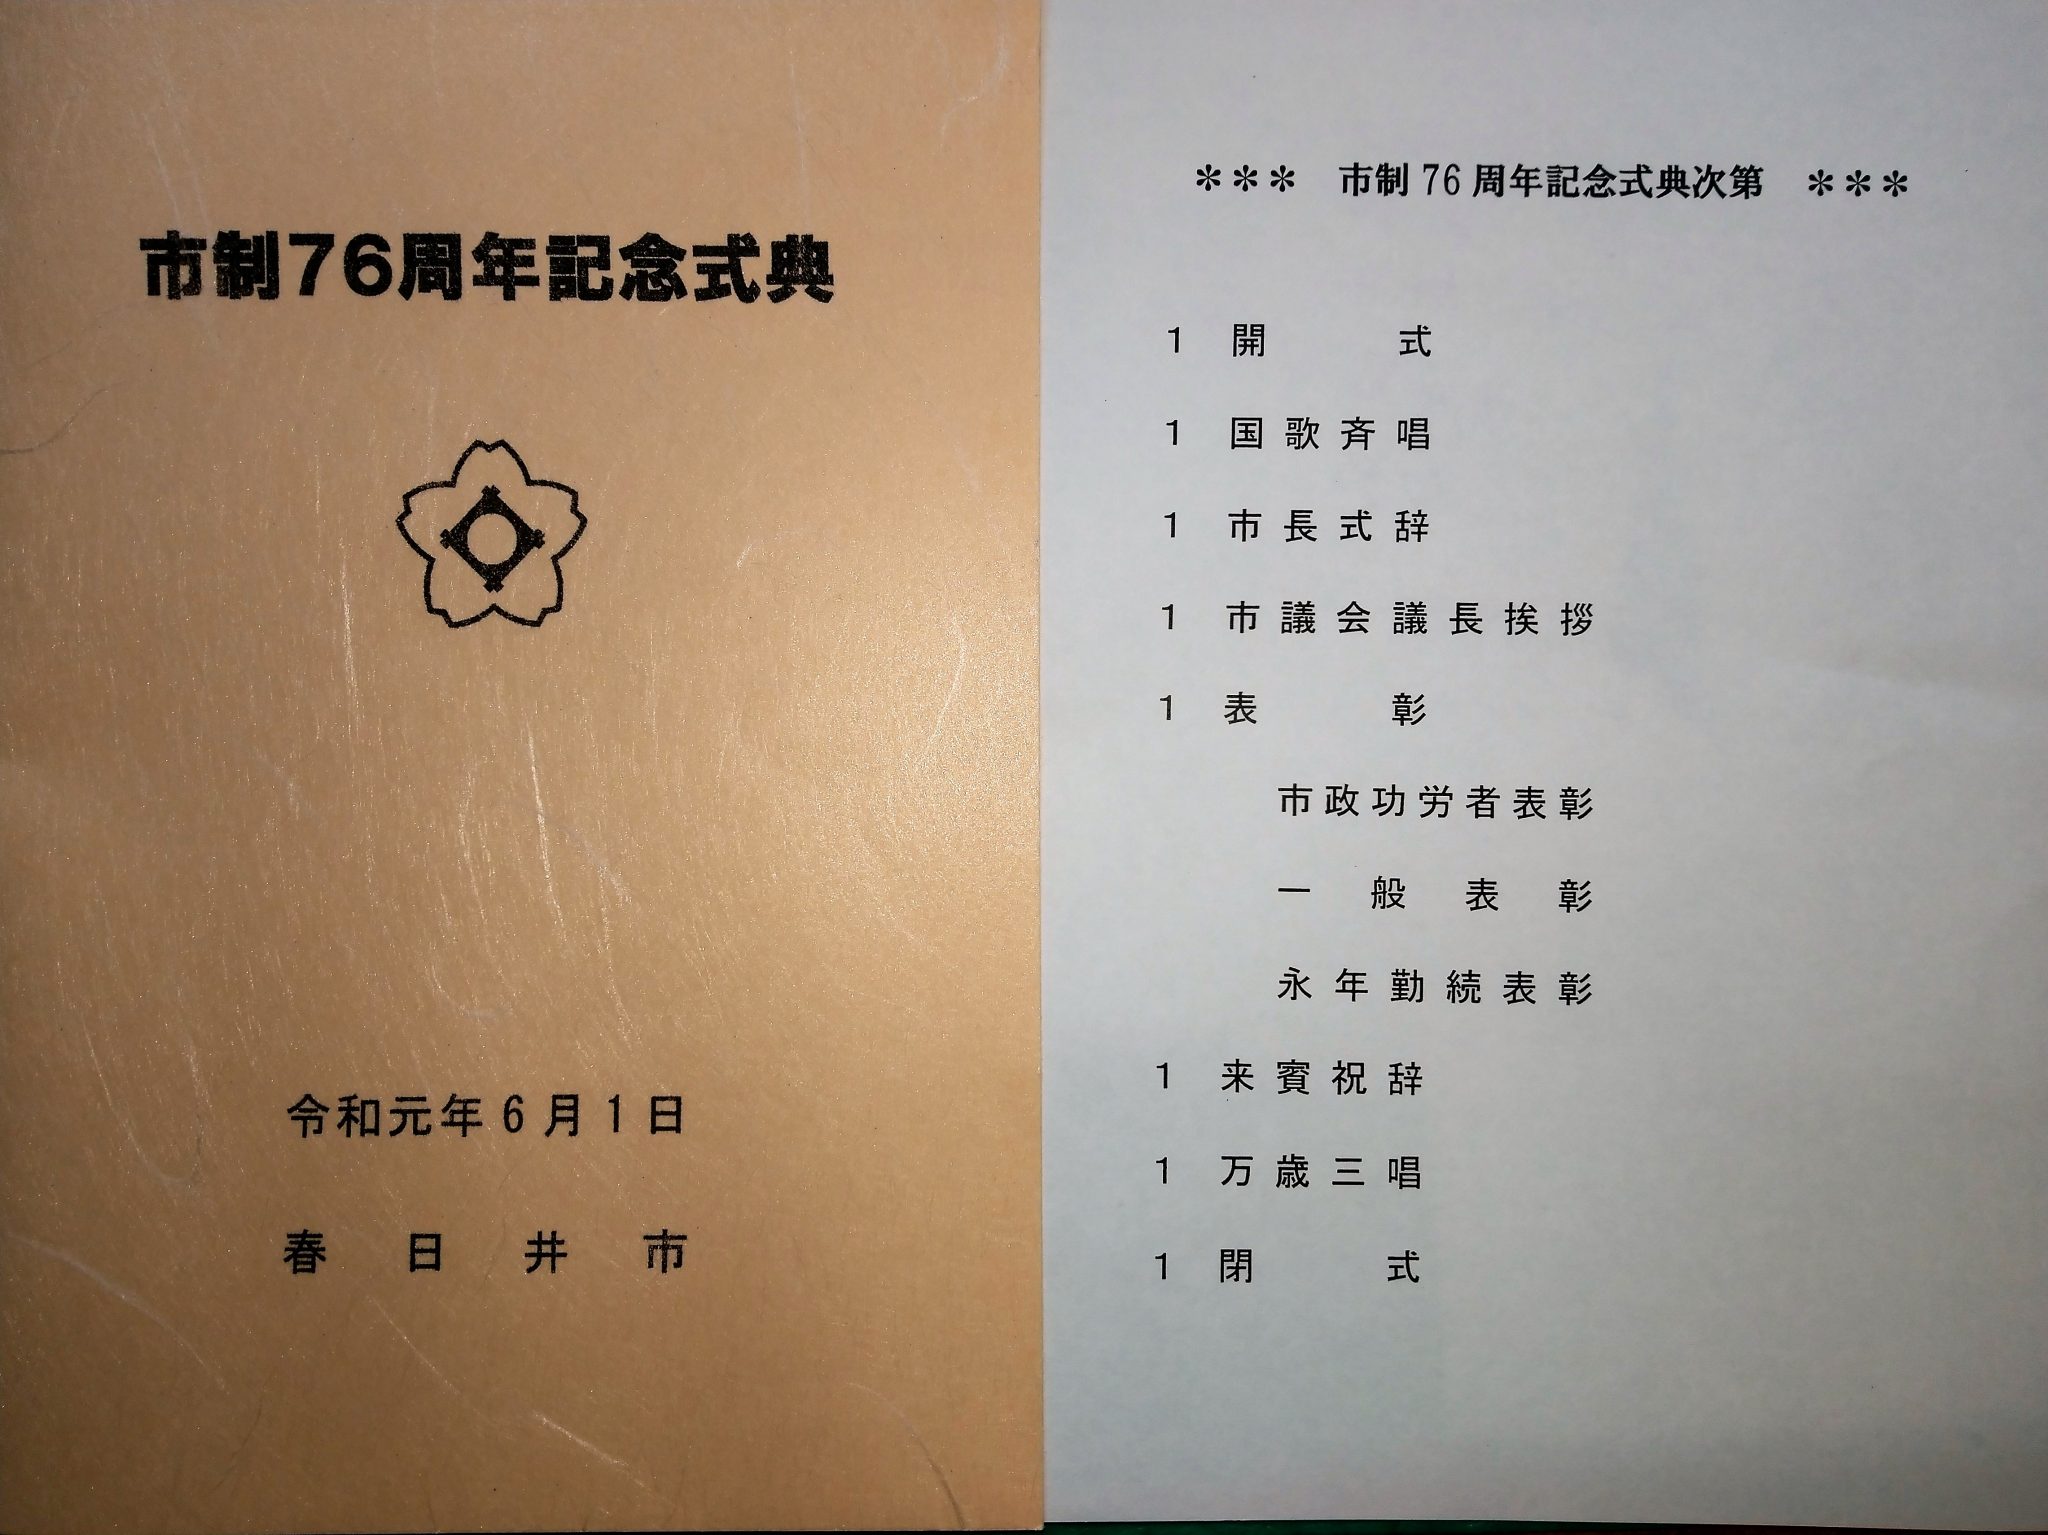 市制76周年記念式典
令和元年6月1日
春日井市
＊＊＊ 市制76周年記念式典次第 ＊＊＊
1 開式
1 国歌斉唱
1 市長式辞
1 市議会議長挨拶
1 表彰
市政功労者表彰
一般表彰
永年勤続表彰
1 来賓祝辞
1 万歳三唱
1 閉式